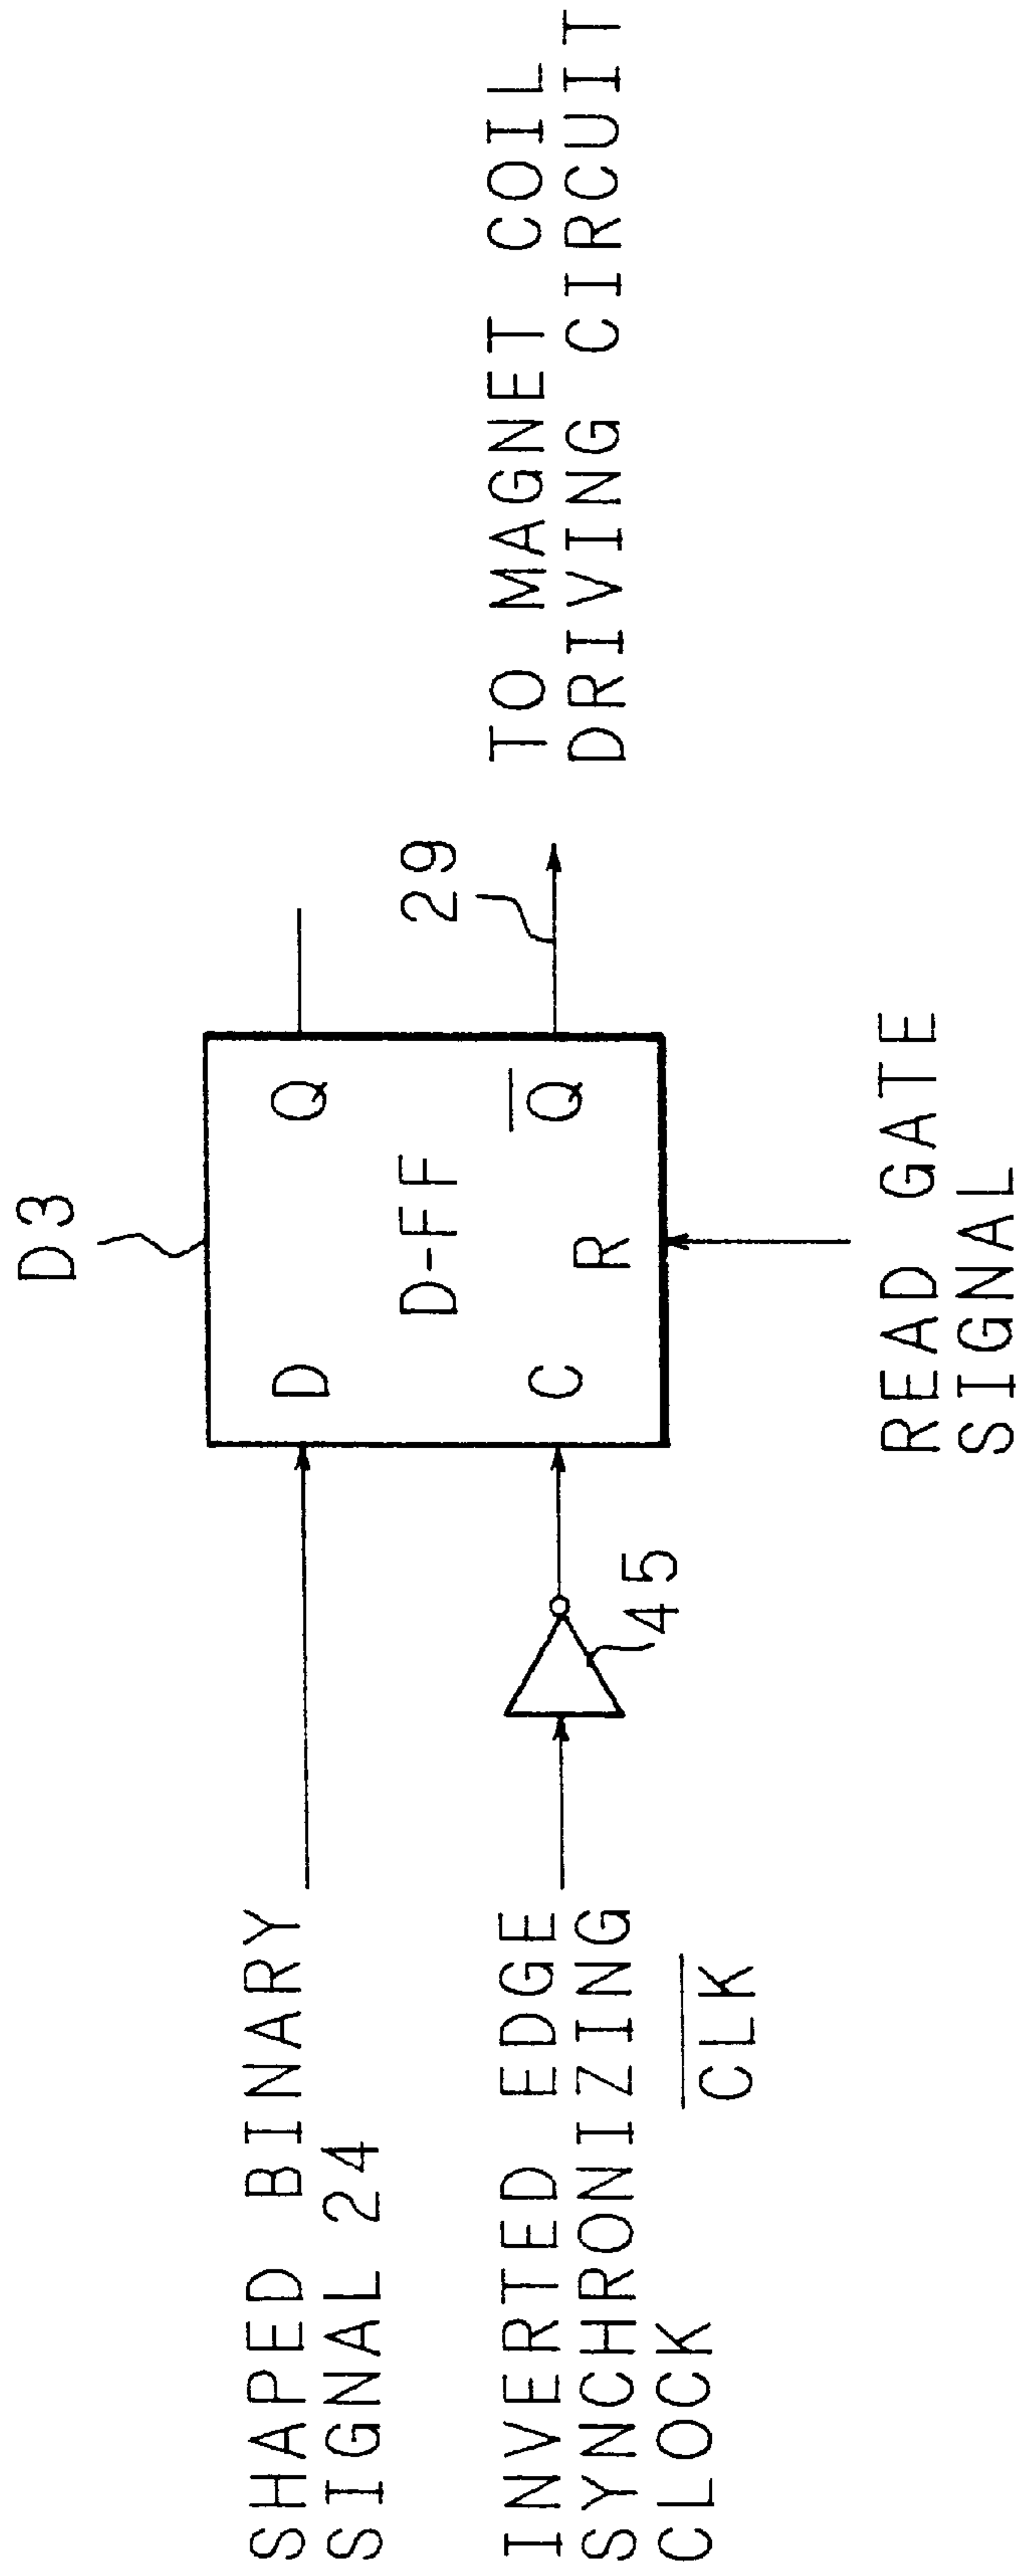 D3
SHAPED BINARY
SIGNAL 24
D
Q
D-FF
29
INVERTED EDGE
SYNCHRONIZING
CLOCK
C̅L̅K̅
45
C
R
Q̅
TO MAGNET COIL
DRIVING CIRCUIT
READ GATE
SIGNAL